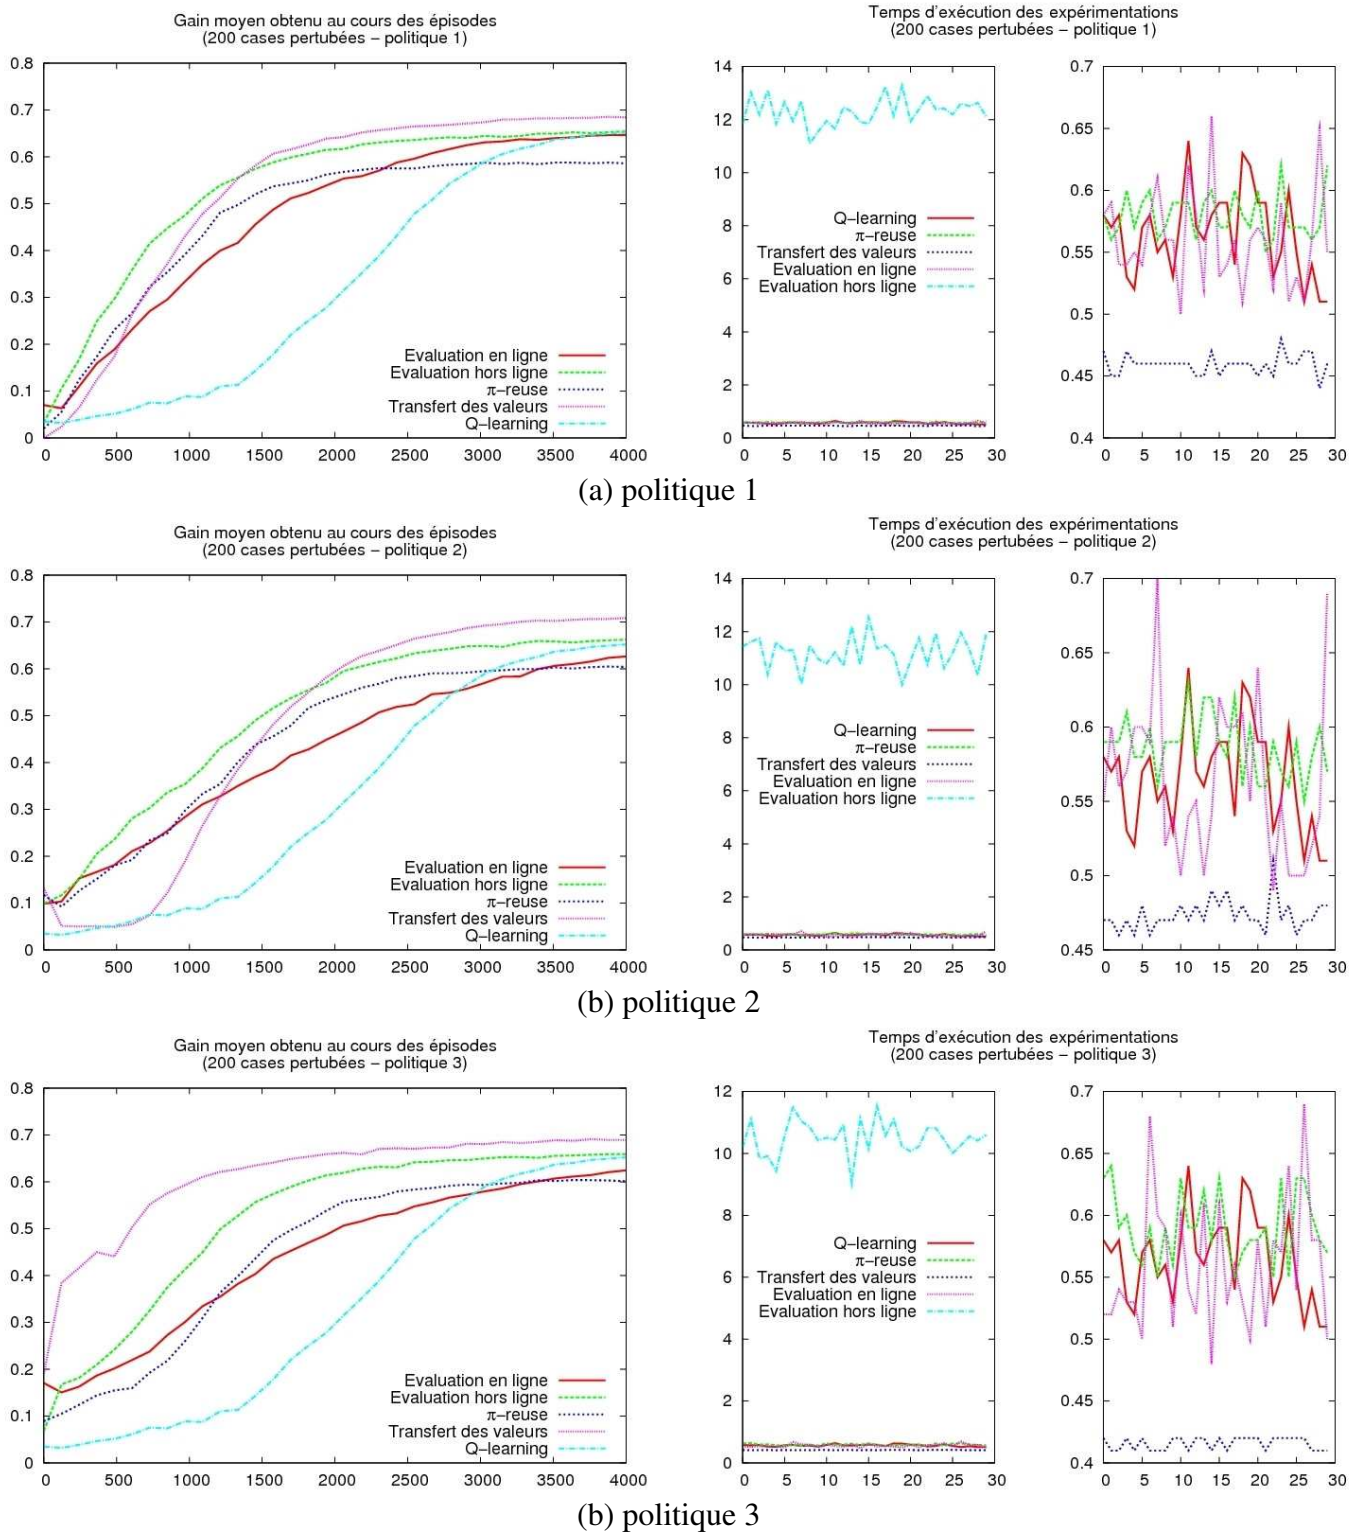 Gain moyen obtenu au cours des épisodes
(200 cases pertubées – politique 1)
0.8
0.7
0.6
0.5
0.4
0.3
0.2
0.1
0
0 500 1000 1500 2000 2500 3000 3500 4000
Evaluation en ligne
Evaluation hors ligne
π–reuse
Transfert des valeurs
Q–learning
Temps d'exécution des expérimentations
(200 cases pertubées – politique 1)
14
12
10
8
6
4
2
0
0 5 10 15 20 25 30
Q–learning
π–reuse
Transfert des valeurs
Evaluation en ligne
Evaluation hors ligne
0.7
0.65
0.6
0.55
0.5
0.45
0.4
0 5 10 15 20 25 30
(a) politique 1
Gain moyen obtenu au cours des épisodes
(200 cases pertubées – politique 2)
0.8
0.7
0.6
0.5
0.4
0.3
0.2
0.1
0
0 500 1000 1500 2000 2500 3000 3500 4000
Evaluation en ligne
Evaluation hors ligne
π–reuse
Transfert des valeurs
Q–learning
Temps d'exécution des expérimentations
(200 cases pertubées – politique 2)
14
12
10
8
6
4
2
0
0 5 10 15 20 25 30
Q–learning
π–reuse
Transfert des valeurs
Evaluation en ligne
Evaluation hors ligne
0.7
0.65
0.6
0.55
0.5
0.45
0 5 10 15 20 25 30
(b) politique 2
Gain moyen obtenu au cours des épisodes
(200 cases pertubées – politique 3)
0.8
0.7
0.6
0.5
0.4
0.3
0.2
0.1
0
0 500 1000 1500 2000 2500 3000 3500 4000
Evaluation en ligne
Evaluation hors ligne
π–reuse
Transfert des valeurs
Q–learning
Temps d'exécution des expérimentations
(200 cases pertubées – politique 3)
12
10
8
6
4
2
0
0 5 10 15 20 25 30
Q–learning
π–reuse
Transfert des valeurs
Evaluation en ligne
Evaluation hors ligne
0.7
0.65
0.6
0.55
0.5
0.45
0.4
0 5 10 15 20 25 30
(b) politique 3